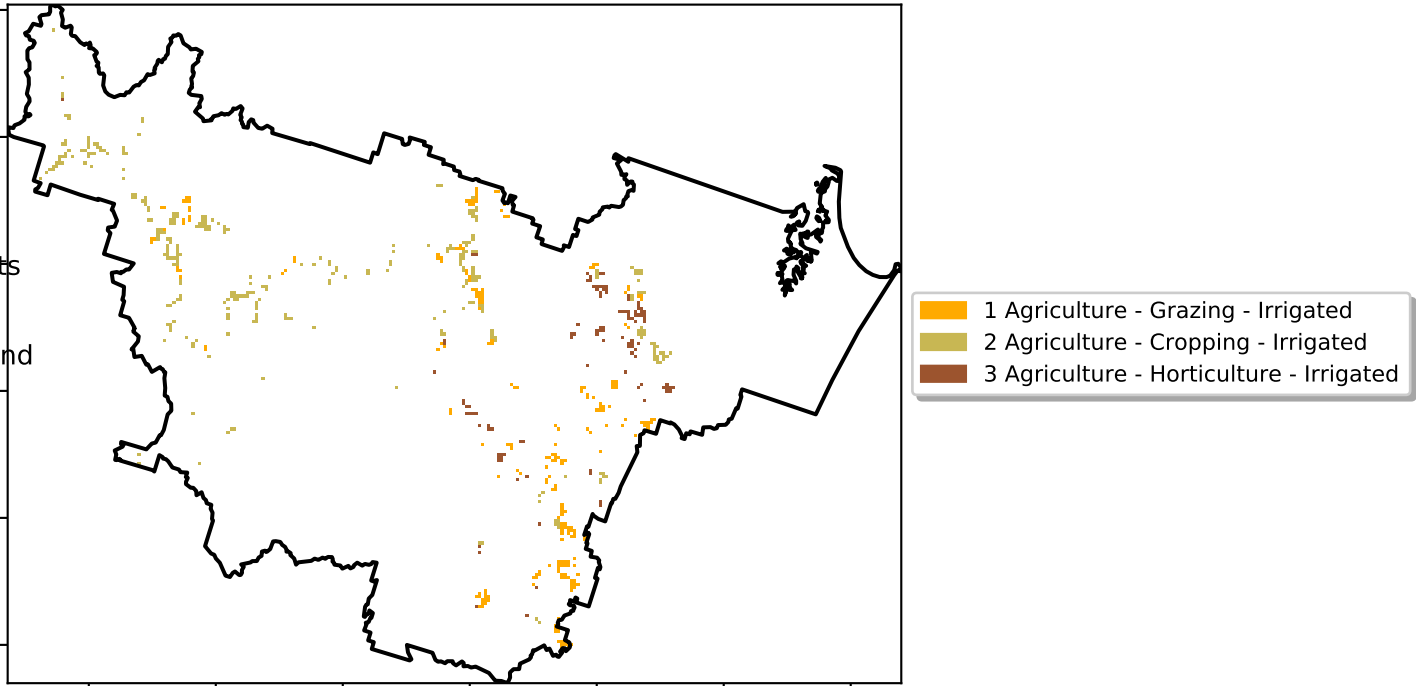 ts
nd
1 Agriculture - Grazing - Irrigated
2 Agriculture - Cropping - Irrigated
3 Agriculture - Horticulture - Irrigated